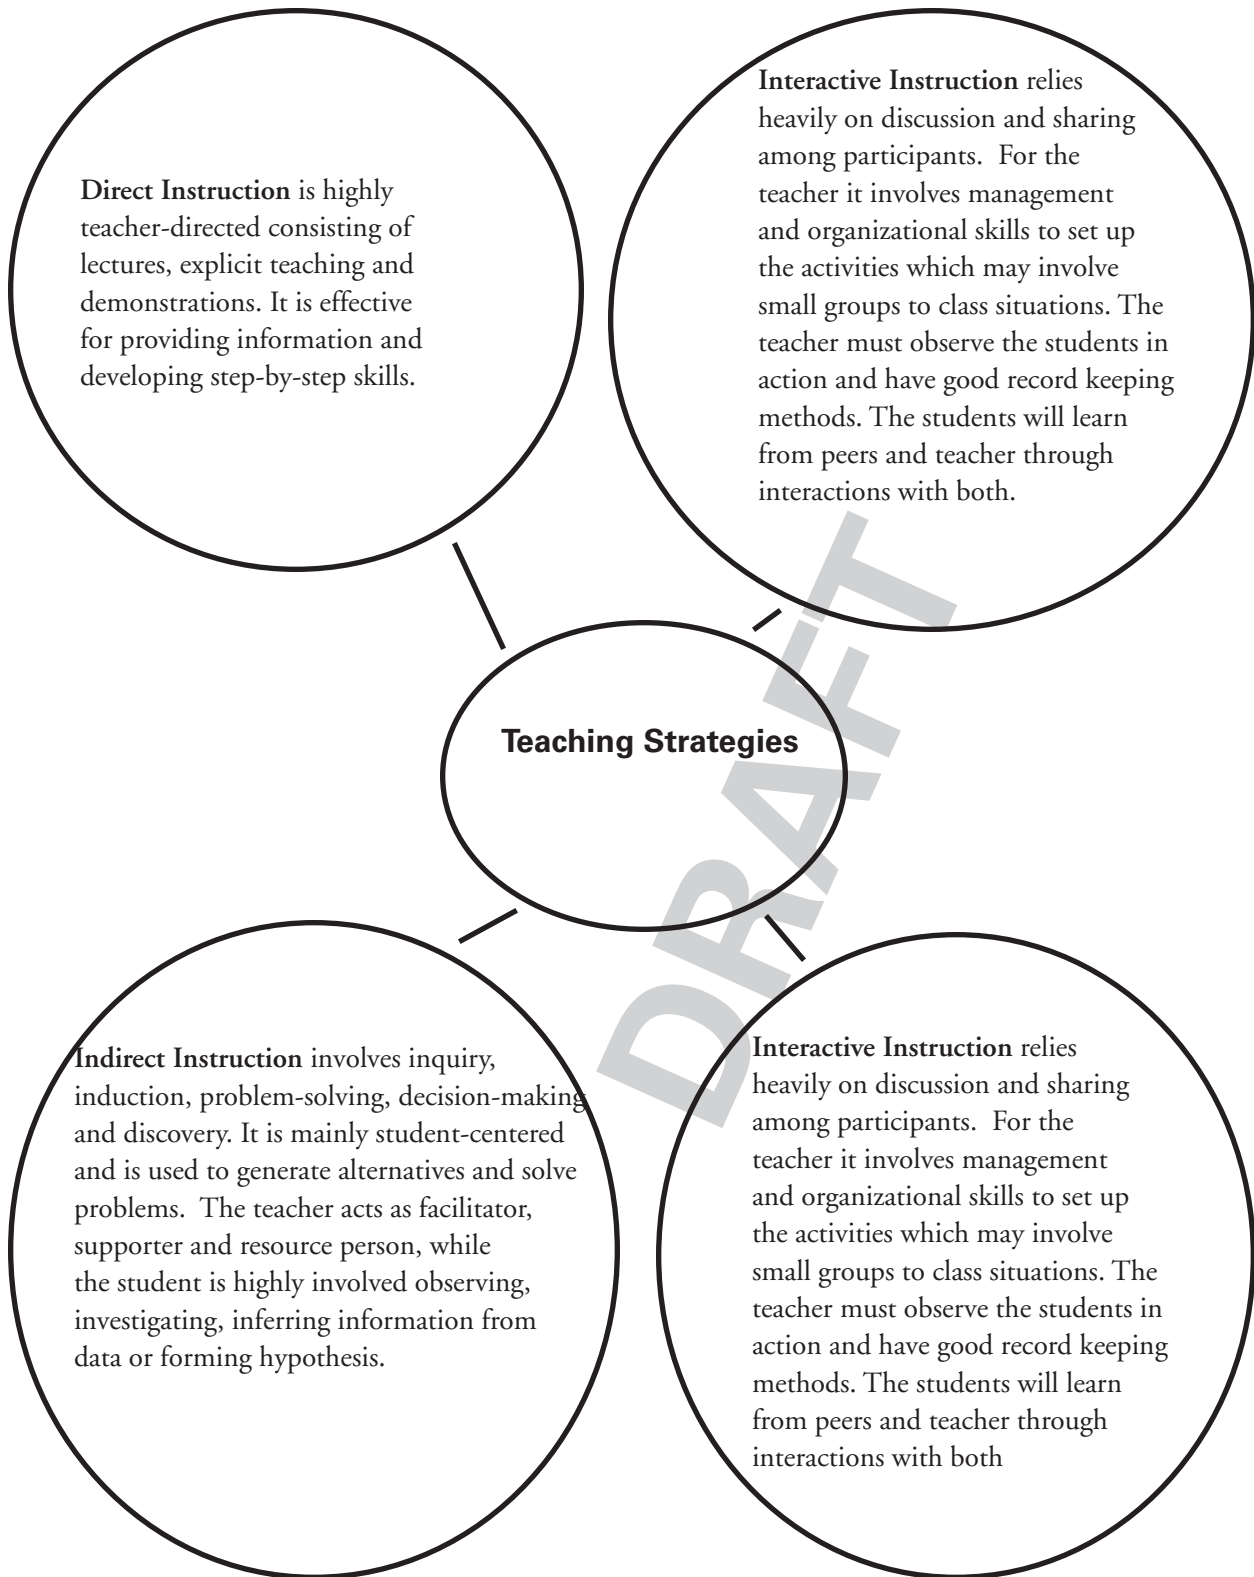 Direct Instruction is highly
teacher-directed consisting of
lectures, explicit teaching and
demonstrations. It is effective
for providing information and
developing step-by-step skills.
Interactive Instruction relies
heavily on discussion and sharing
among participants.  For the
teacher it involves management
and organizational skills to set up
the activities which may involve
small groups to class situations. The
teacher must observe the students in
action and have good record keeping
methods. The students will learn
from peers and teacher through
interactions with both.
Teaching Strategies
DRAFT
Indirect Instruction involves inquiry,
induction, problem-solving, decision-making
and discovery. It is mainly student-centered
and is used to generate alternatives and solve
problems.  The teacher acts as facilitator,
supporter and resource person, while
the student is highly involved observing,
investigating, inferring information from
data or forming hypothesis.
Interactive Instruction relies
heavily on discussion and sharing
among participants.  For the
teacher it involves management
and organizational skills to set up
the activities which may involve
small groups to class situations. The
teacher must observe the students in
action and have good record keeping
methods. The students will learn
from peers and teacher through
interactions with both